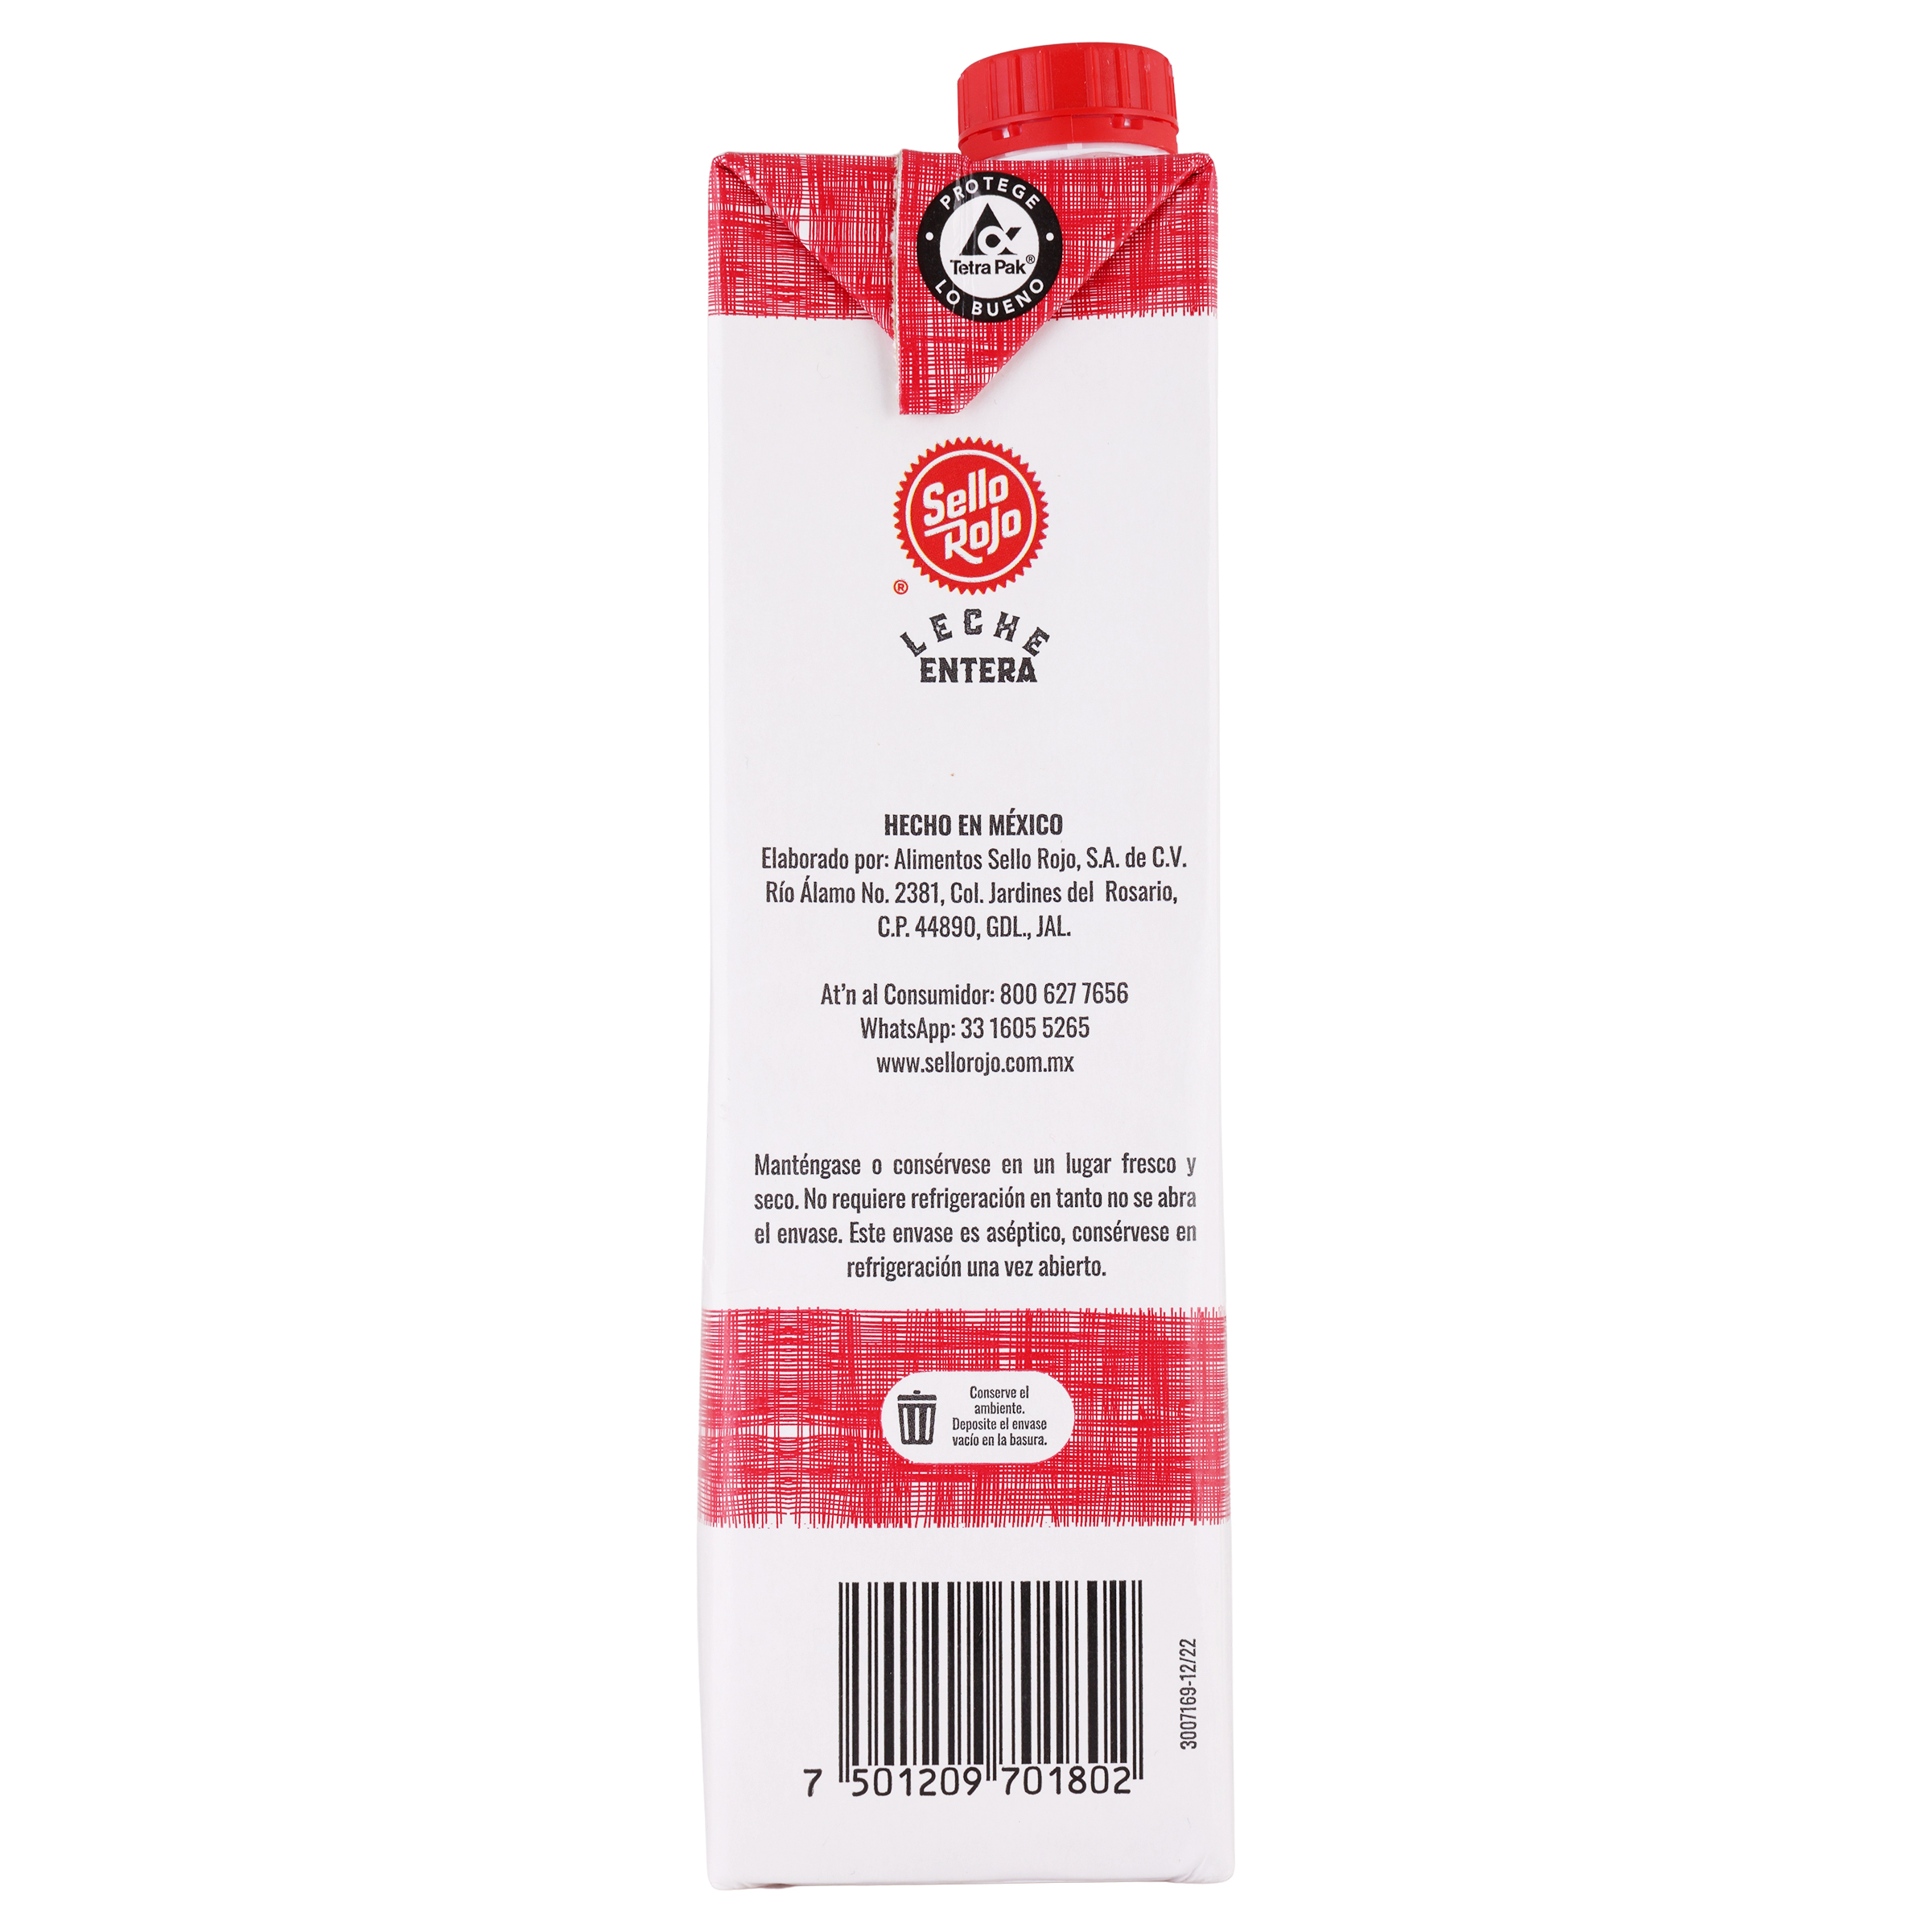 PROTEGE
Tetra Pak®
LO BUENO
Sello
Rojo
®
LECHE
ENTERA
HECHO EN MÉXICO
Elaborado por: Alimentos Sello Rojo, S.A. de C.V.
Río Álamo No. 2381, Col. Jardines del Rosario,
C.P. 44890, GDL., JAL.
At'n al Consumidor: 800 627 7656
WhatsApp: 33 1605 5265
www.sellorojo.com.mx
Manténgase o consérvese en un lugar fresco y
seco. No requiere refrigeración en tanto no se abra
el envase. Este envase es aséptico, consérvese en
refrigeración una vez abierto.
Conserve el
ambiente.
Deposite el envase
vacío en la basura.
3007169-12/22
7 501209 701802